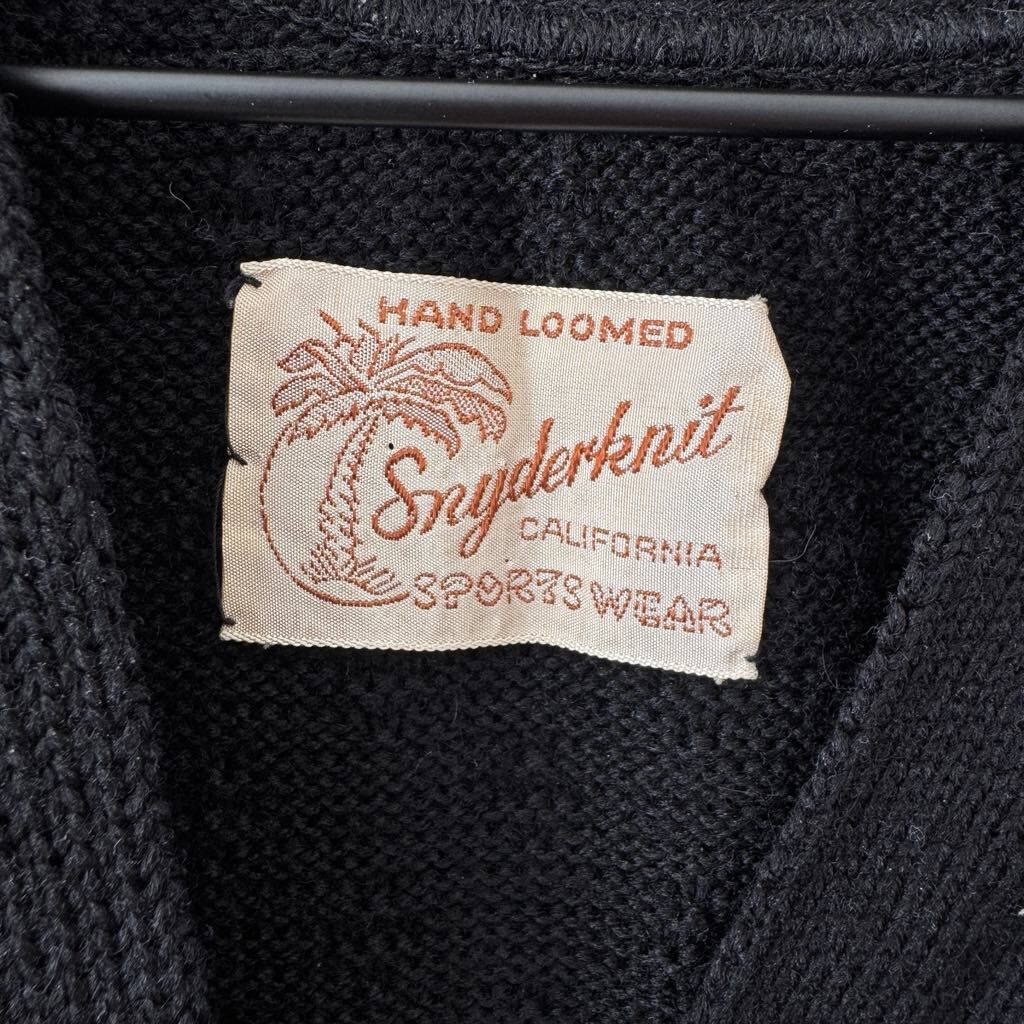 HAND LOOMED
Snyderknit
CALIFORNIA
SPORTS WEAR